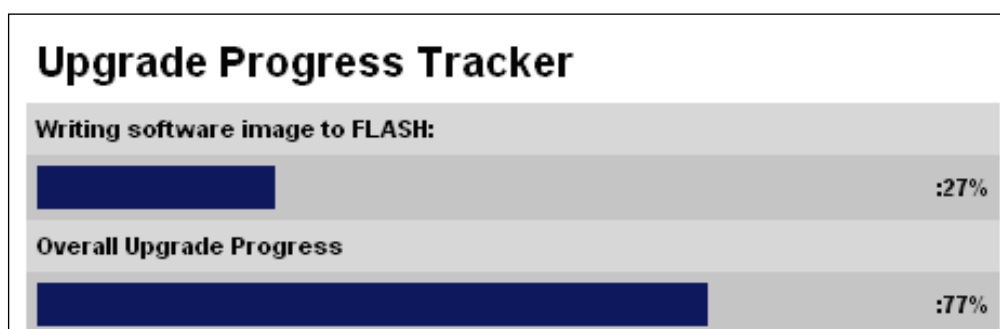 Upgrade Progress Tracker
Writing software image to FLASH:
:27%
Overall Upgrade Progress
:77%